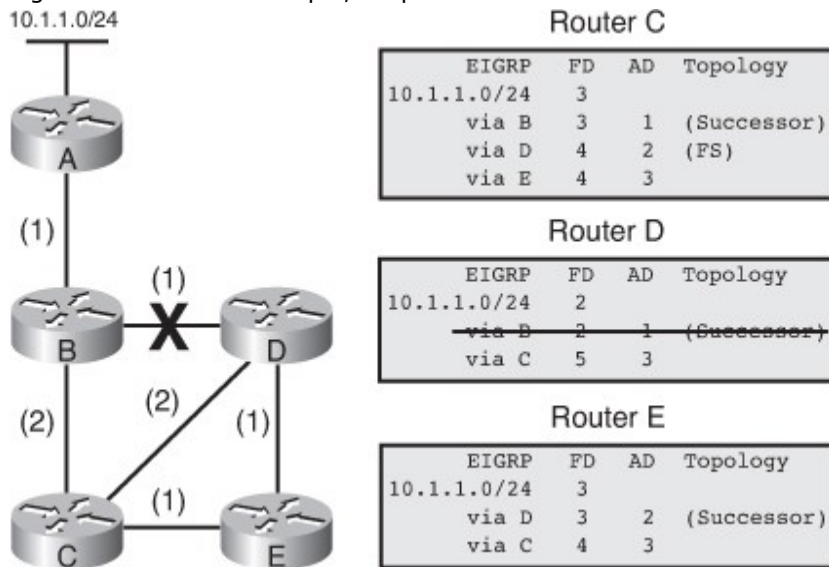 10.1.1.0/24
A
(1)
(1)
B
D
(2)
(2)
(1)
(1)
C
E
Router C
EIGRP FD AD Topology
10.1.1.0/24 3
via B 3 1 (Successor)
via D 4 2 (FS)
via E 4 3
Router D
EIGRP FD AD Topology
10.1.1.0/24 2
via B 2 1 (Successor)
via C 5 3
Router E
EIGRP FD AD Topology
10.1.1.0/24 3
via D 3 2 (Successor)
via C 4 3